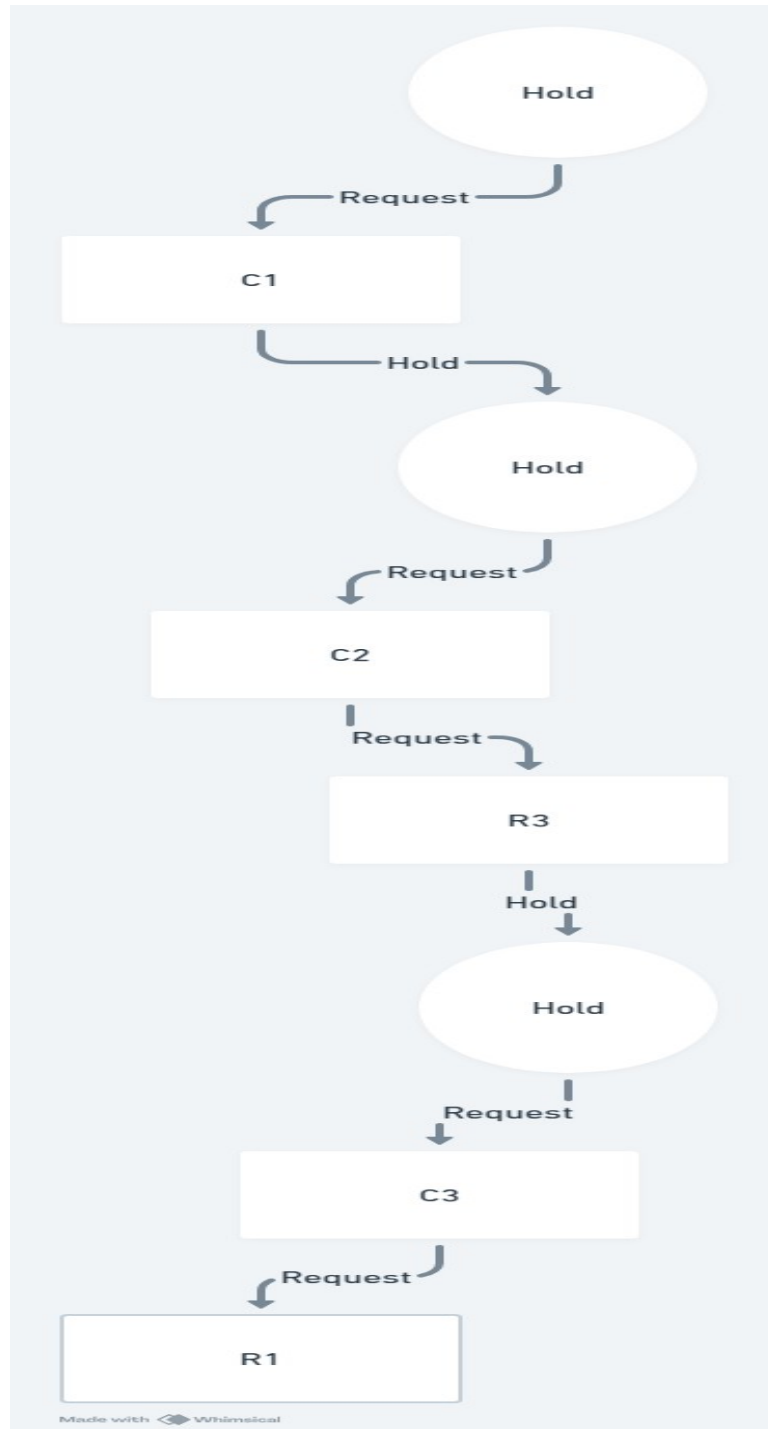 Hold
Request
C1
Hold
Hold
Request
C2
Request
R3
Hold
Hold
Request
C3
Request
R1
Made with Whimsical